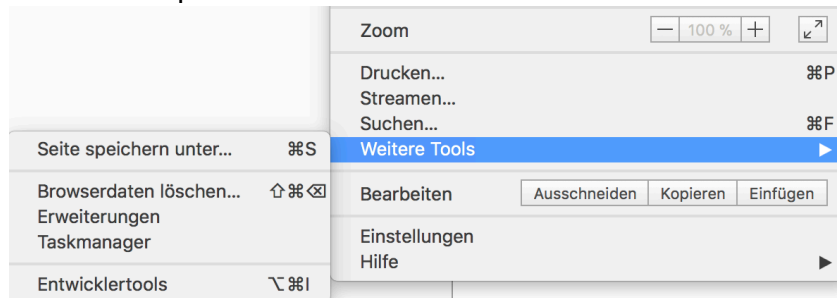 Zoom — 100 % +
Drucken... ⌘P
Streamen...
Suchen... ⌘F
Weitere Tools ▶
Bearbeiten Ausschneiden Kopieren Einfügen
Einstellungen
Hilfe ▶
Seite speichern unter... ⌘S
Browserdaten löschen... ⇧⌘⌫
Erweiterungen
Taskmanager
Entwicklertools ⌥⌘I